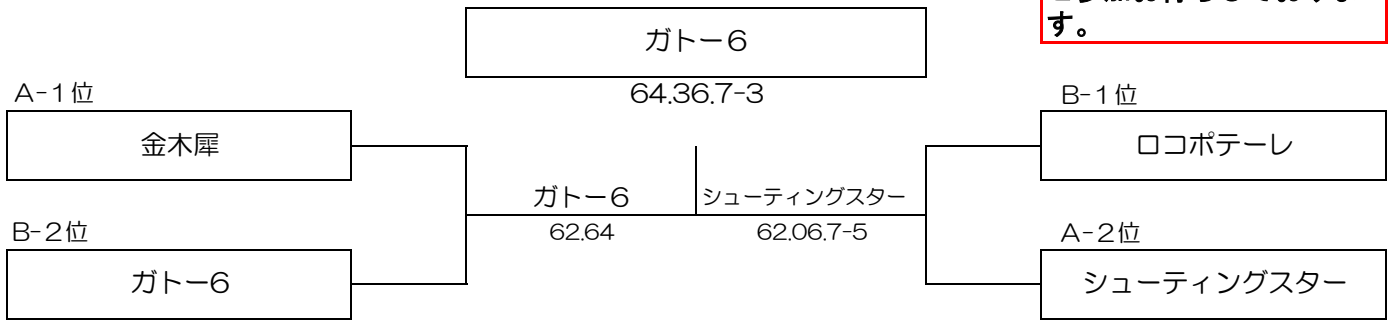 す。
ガトー６
64.36.7-3
A-１位
金木犀
B-1位
ロコポテーレ
ガトー６
シューティングスター
62.64
62.06.7-5
B-２位
ガトー6
A-２位
シューティングスター